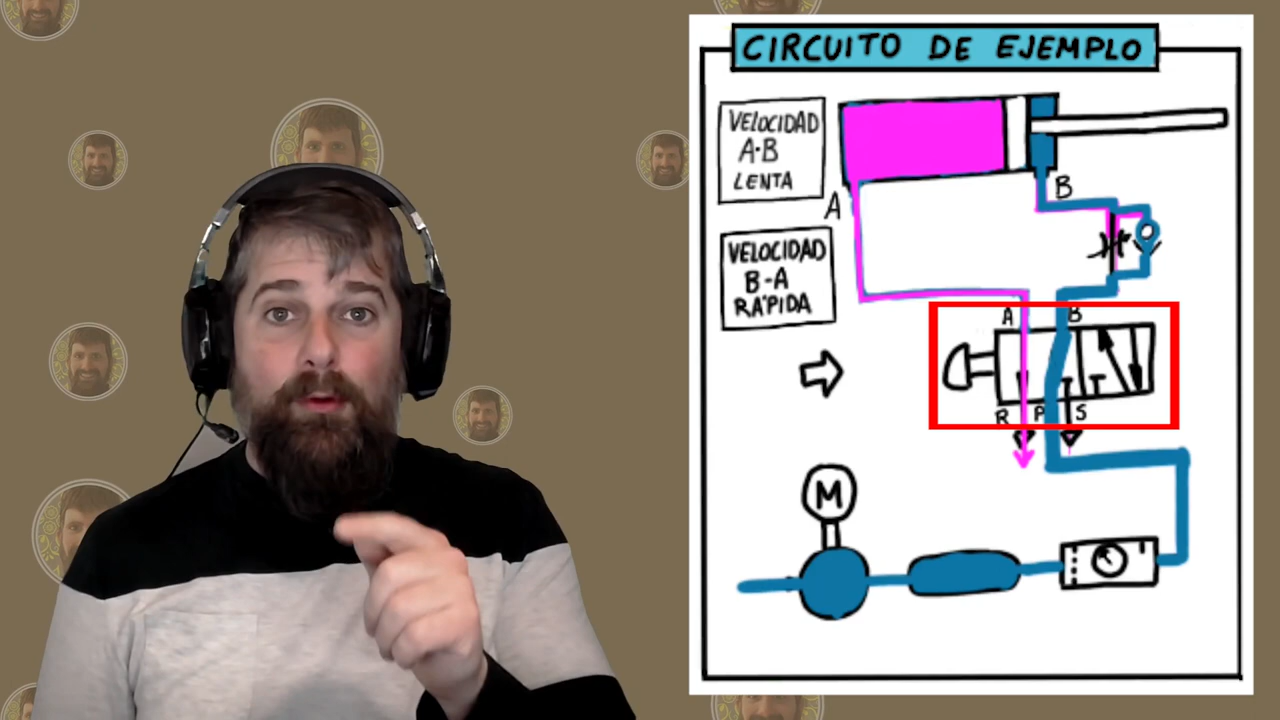 CIRCUITO DE EJEMPLO
VELOCIDAD
A-B
LENTA
A
B
VELOCIDAD
B-A
RÁPIDA
A B
R P S
M